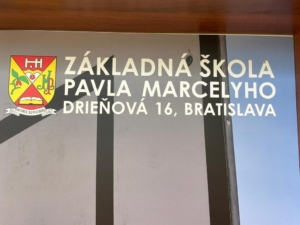 ZÁKLADNÁ ŠKOLA
PAVLA MARCELYHO
DRIEŇOVÁ 16, BRATISLAVA